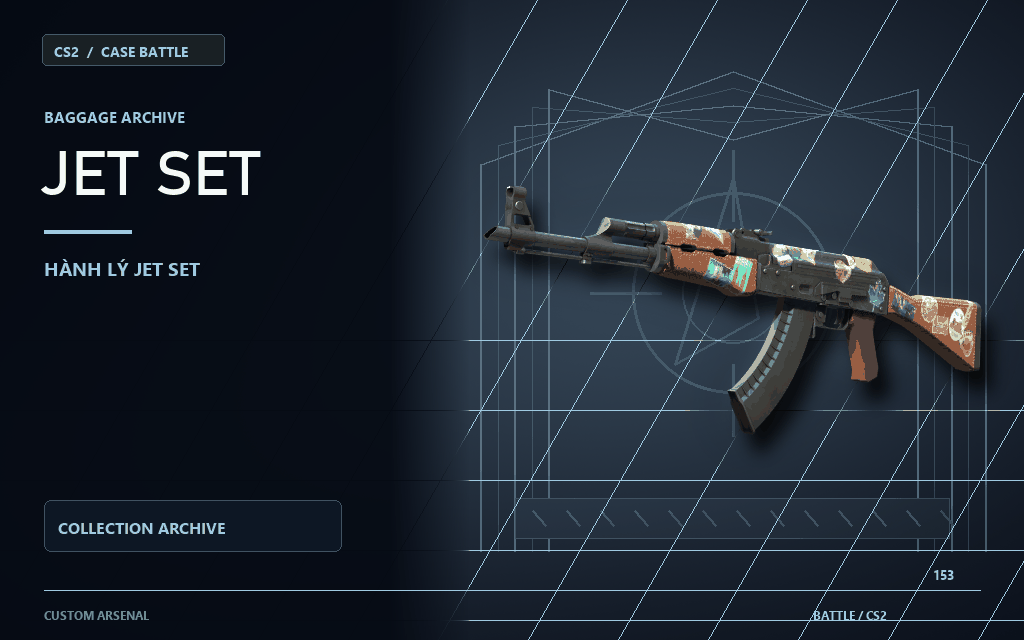 CS2 / CASE BATTLE
BAGGAGE ARCHIVE
JET SET
HÀNH LÝ JET SET
COLLECTION ARCHIVE
153
CUSTOM ARSENAL
BATTLE / CS2